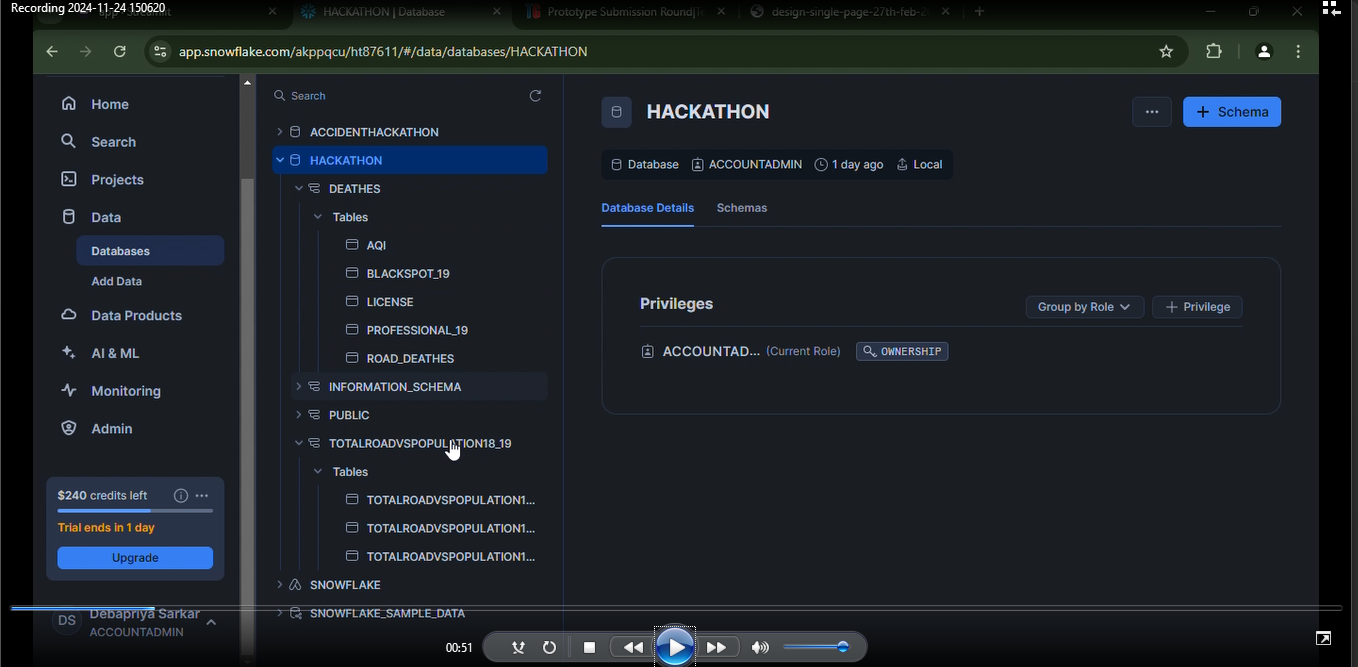 Recording 2024-11-24 150620
app · Streamlit
HACKATHON | Database
Prototype Submission Round|Te
design-single-page-27th-feb-2
app.snowflake.com/akppqcu/ht87611/#/data/databases/HACKATHON
Home
Search
Projects
Data
Databases
Add Data
Data Products
AI & ML
Monitoring
Admin
$240 credits left
Trial ends in 1 day
Upgrade
DS
Debapriya Sarkar
ACCOUNTADMIN
Search
ACCIDENTHACKATHON
HACKATHON
DEATHES
Tables
AQI
BLACKSPOT_19
LICENSE
PROFESSIONAL_19
ROAD_DEATHES
INFORMATION_SCHEMA
PUBLIC
TOTALROADVSPOPULATION18_19
Tables
TOTALROADVSPOPULATION1...
TOTALROADVSPOPULATION1...
TOTALROADVSPOPULATION1...
SNOWFLAKE
SNOWFLAKE_SAMPLE_DATA
HACKATHON
+ Schema
Database ACCOUNTADMIN 1 day ago Local
Database Details Schemas
Privileges
Group by Role + Privilege
ACCOUNTAD... (Current Role) OWNERSHIP
00:51